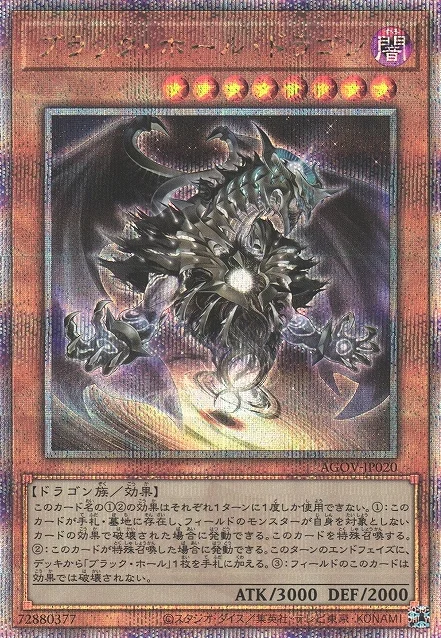 ブラック・ホール・ドラゴン
闇
AGOV-JP020
【ドラゴン族/効果】
このカード名の①②の効果はそれぞれ1ターンに1度しか使用できない。①:この
カードが手札・墓地に存在し、フィールドのモンスターが自身を対象としない
カードの効果で破壊された場合に発動できる。このカードを特殊召喚する。
②:このカードが特殊召喚した場合に発動できる。このターンのエンドフェイズに、
デッキから「ブラック・ホール」1枚を手札に加える。③:フィールドのこのカードは
効果では破壊されない。
ATK/3000 DEF/2000
72880377
©スタジオ・ダイス/集英社・テレビ東京・KONAMI